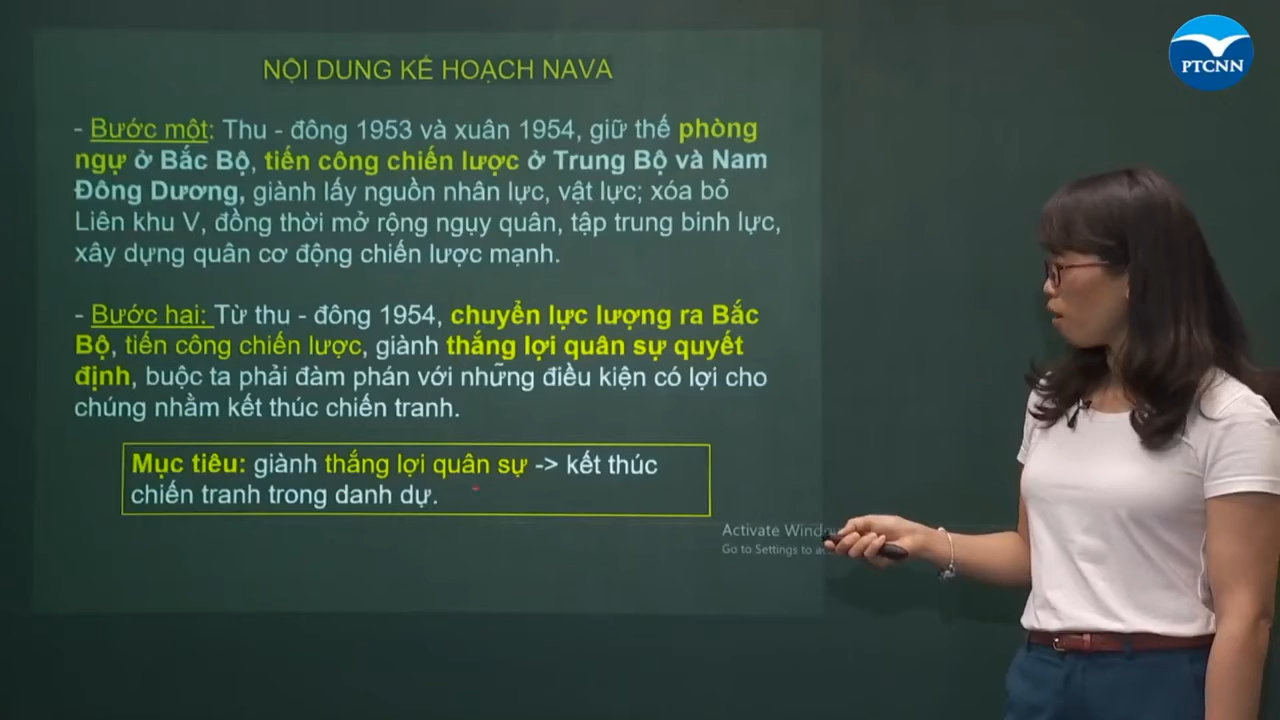 PTCNN
NỘI DUNG KẾ HOẠCH NAVA
- Bước một: Thu - đông 1953 và xuân 1954, giữ thế phòng
ngự ở Bắc Bộ, tiến công chiến lược ở Trung Bộ và Nam
Đông Dương, giành lấy nguồn nhân lực, vật lực; xóa bỏ
Liên khu V, đồng thời mở rộng ngụy quân, tập trung binh lực,
xây dựng quân cơ động chiến lược mạnh.
- Bước hai: Từ thu - đông 1954, chuyển lực lượng ra Bắc
Bộ, tiến công chiến lược, giành thắng lợi quân sự quyết
định, buộc ta phải đàm phán với những điều kiện có lợi cho
chúng nhằm kết thúc chiến tranh.
Mục tiêu: giành thắng lợi quân sự -> kết thúc
chiến tranh trong danh dự.
Activate
Go to Settings to